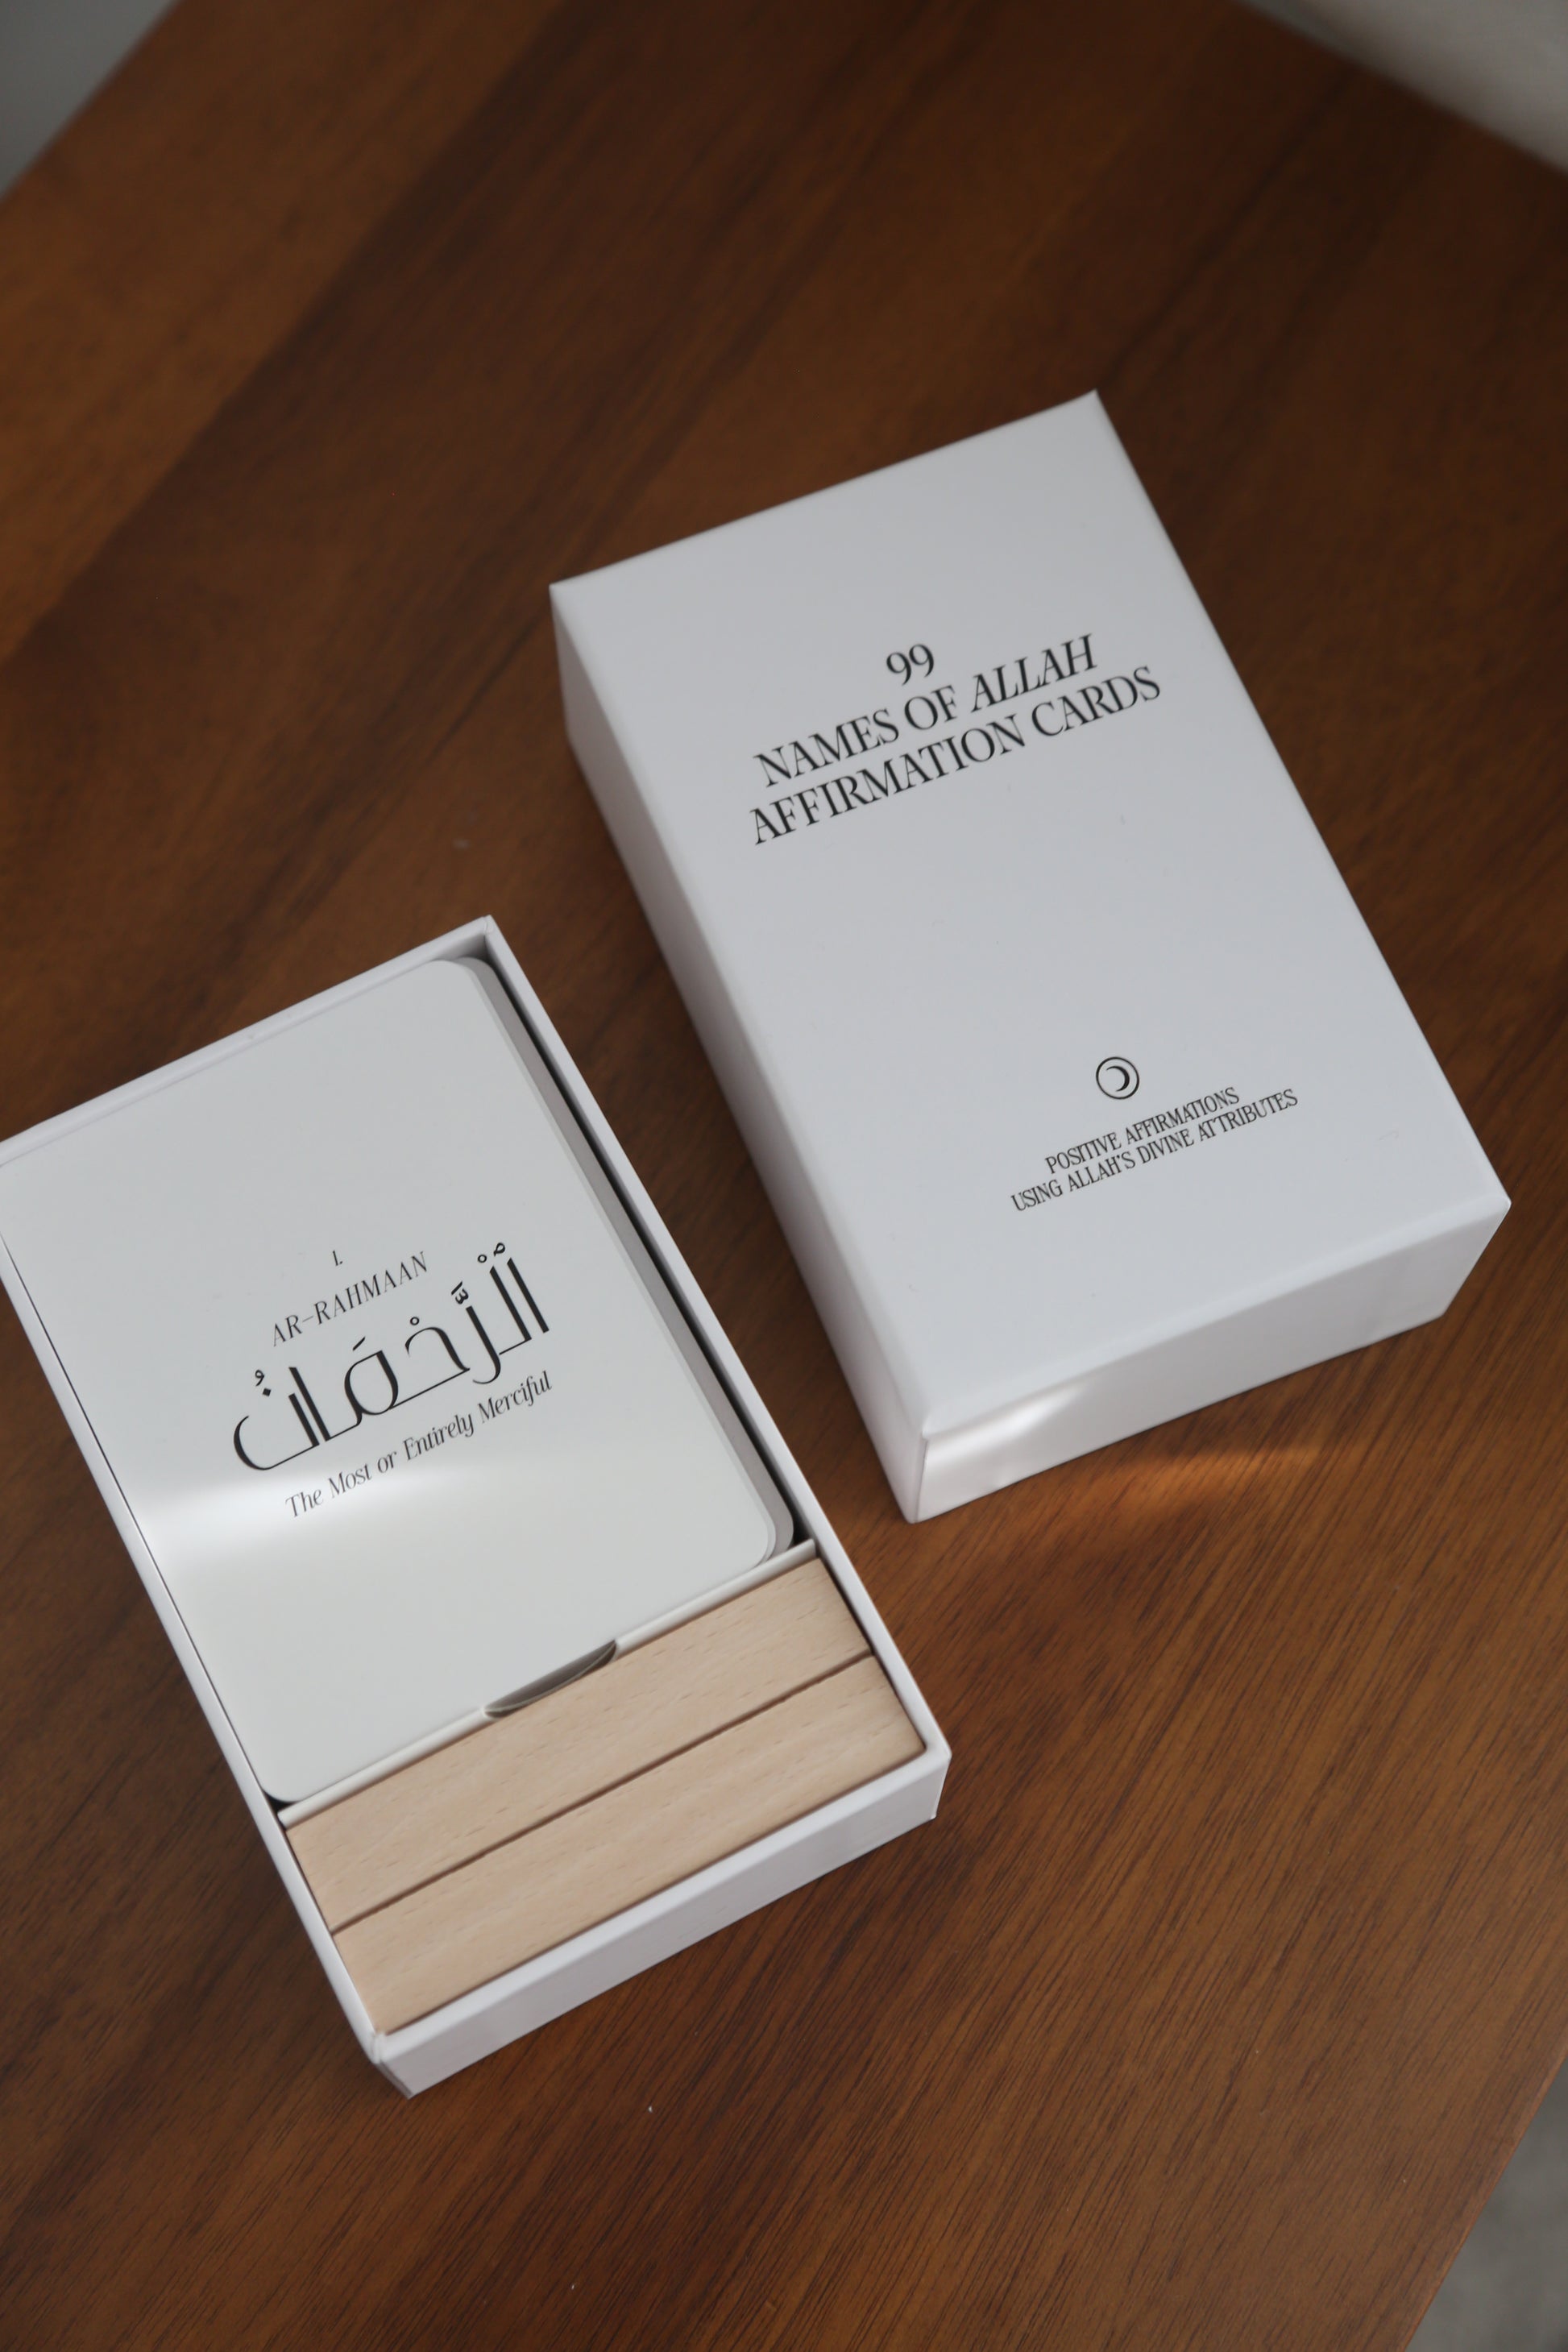 99
NAMES OF ALLAH
AFFIRMATION CARDS
POSITIVE AFFIRMATIONS
USING ALLAH'S DIVINE ATTRIBUTES
1.
AR-RAHMAAN
الْرَّحْمَانُ
The Most or Entirely Merciful